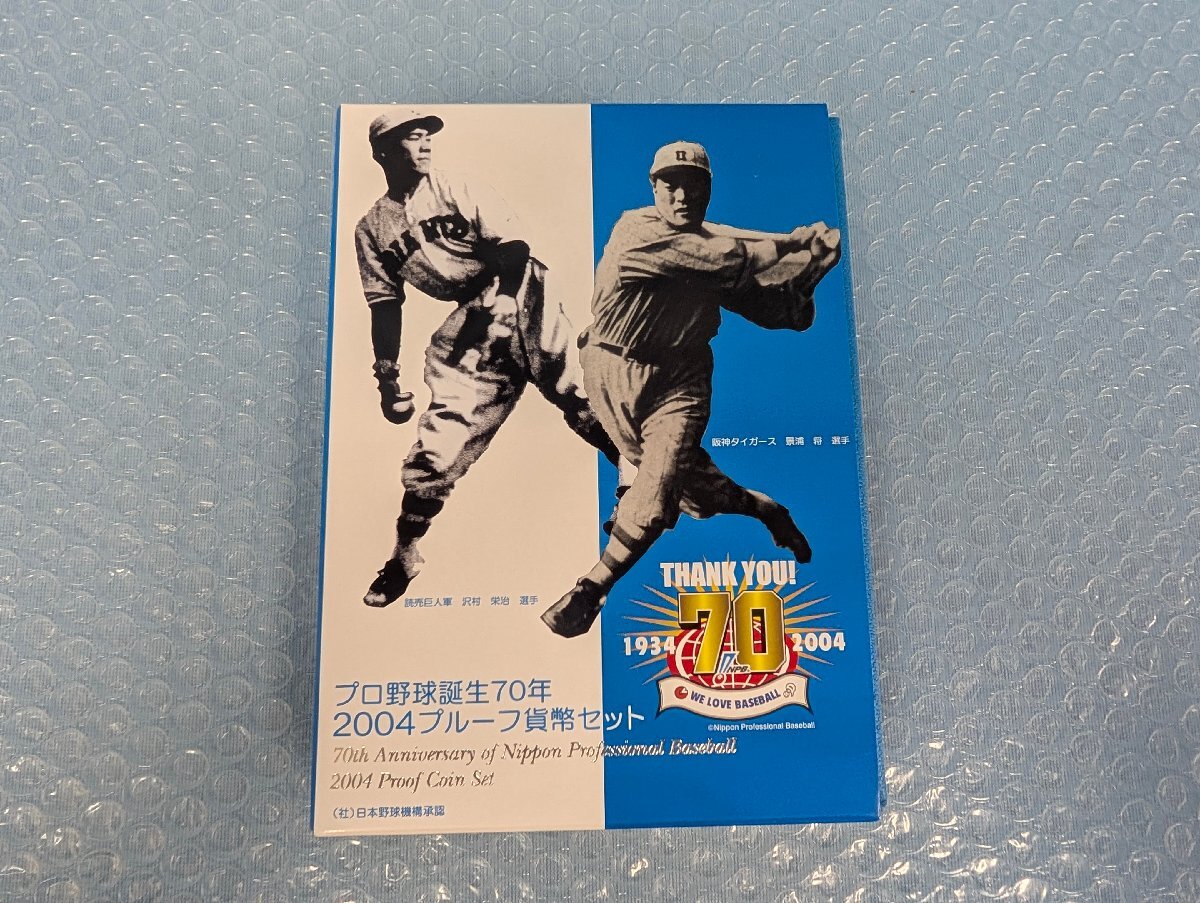 GIANTS
阪神タイガース 景浦 将 選手
読売巨人軍 沢村 栄治 選手
THANK YOU!
70
1934 2004
NPB
WE LOVE BASEBALL
©Nippon Professional Baseball
プロ野球誕生70年
2004プルーフ貨幣セット
70th Anniversary of Nippon Professional Baseball
2004 Proof Coin Set
(社)日本野球機構承認